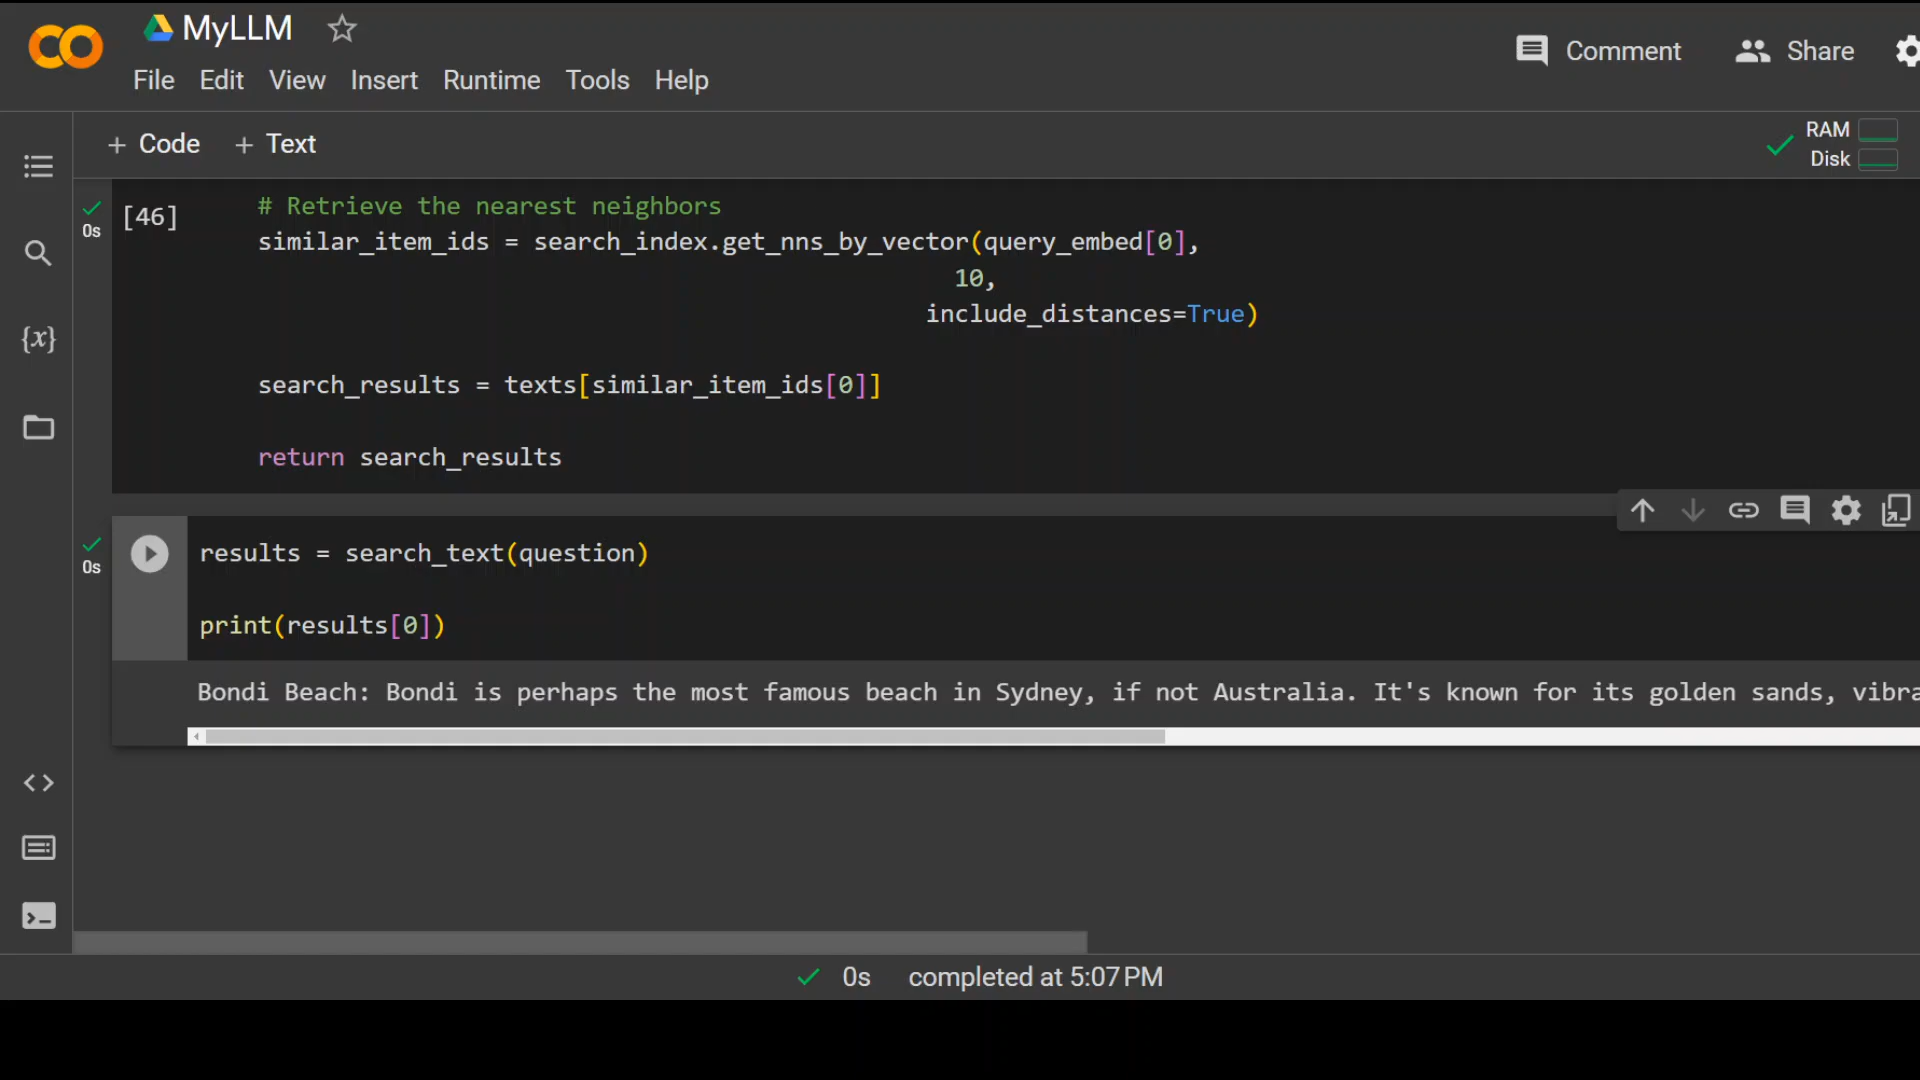 MyLLM
File Edit View Insert Runtime Tools Help
Comment Share
+ Code + Text
RAM
Disk
0s
[46]
# Retrieve the nearest neighbors
similar_item_ids = search_index.get_nns_by_vector(query_embed[0],
10,
include_distances=True)
search_results = texts[similar_item_ids[0]]
return search_results
0s
results = search_text(question)
print(results[0])
Bondi Beach: Bondi is perhaps the most famous beach in Sydney, if not Australia. It's known for its golden sands, vibra
{x}
0s completed at 5:07 PM